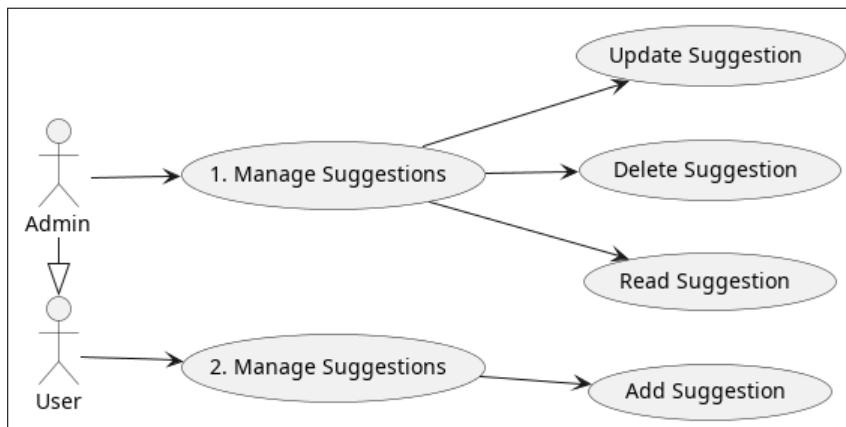 Update Suggestion
1. Manage Suggestions
Delete Suggestion
Admin
Read Suggestion
2. Manage Suggestions
Add Suggestion
User